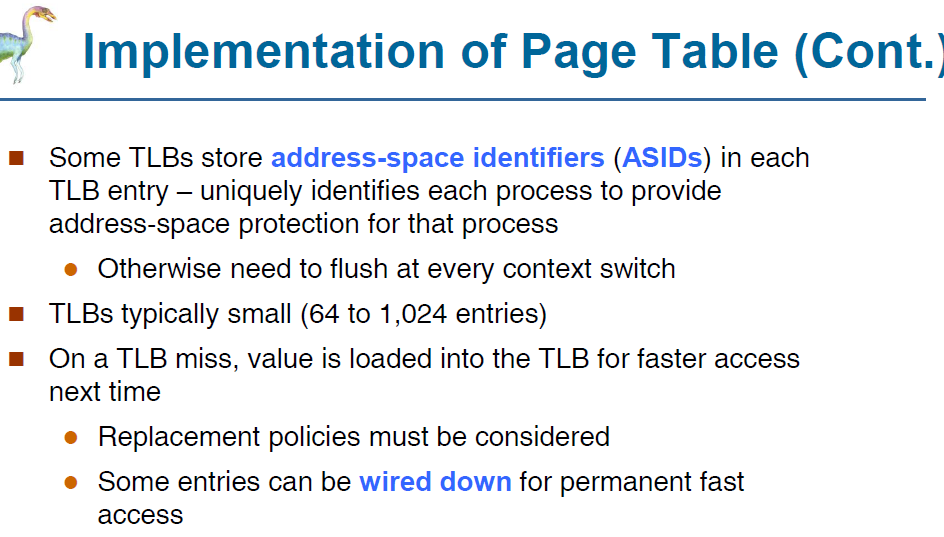 Implementation of Page Table (Cont.)
Some TLBs store address-space identifiers (ASIDs) in each
TLB entry – uniquely identifies each process to provide
address-space protection for that process
Otherwise need to flush at every context switch
TLBs typically small (64 to 1,024 entries)
On a TLB miss, value is loaded into the TLB for faster access
next time
Replacement policies must be considered
Some entries can be wired down for permanent fast
access